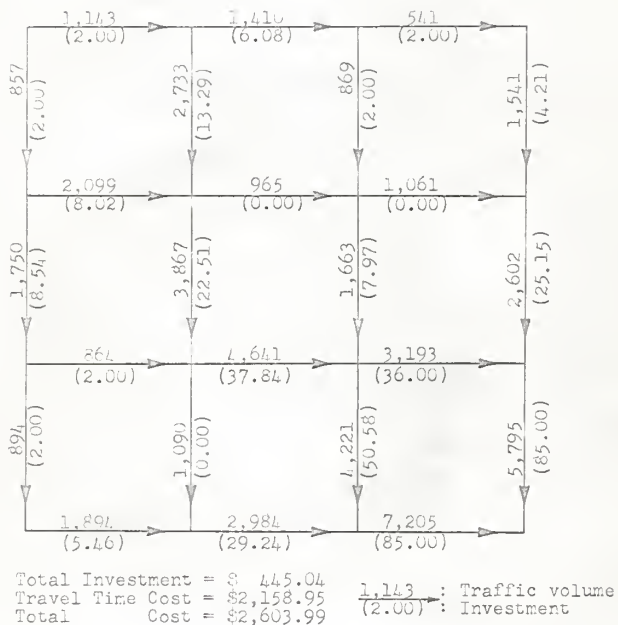 1,143 1,410 541
(2.00) (6.08) (2.00)
857 (2.00) 2,733 (13.29) 869 (2.00) 1,541 (4.21)
2,099 965 1,061
(8.02) (0.00) (0.00)
1,750 (8.54) 3,867 (22.51) 1,663 (7.97) 2,602 (25.15)
864 4,641 3,193
(2.00) (37.84) (36.00)
894 (2.00) 1,090 (0.00) 4,221 (50.58) 5,795 (85.00)
1,894 2,984 7,205
(5.46) (29.24) (85.00)
Total Investment = $ 445.04
Travel Time Cost = $2,158.95
Total Cost = $2,603.99
1,143 : Traffic volume
(2.00) : Investment